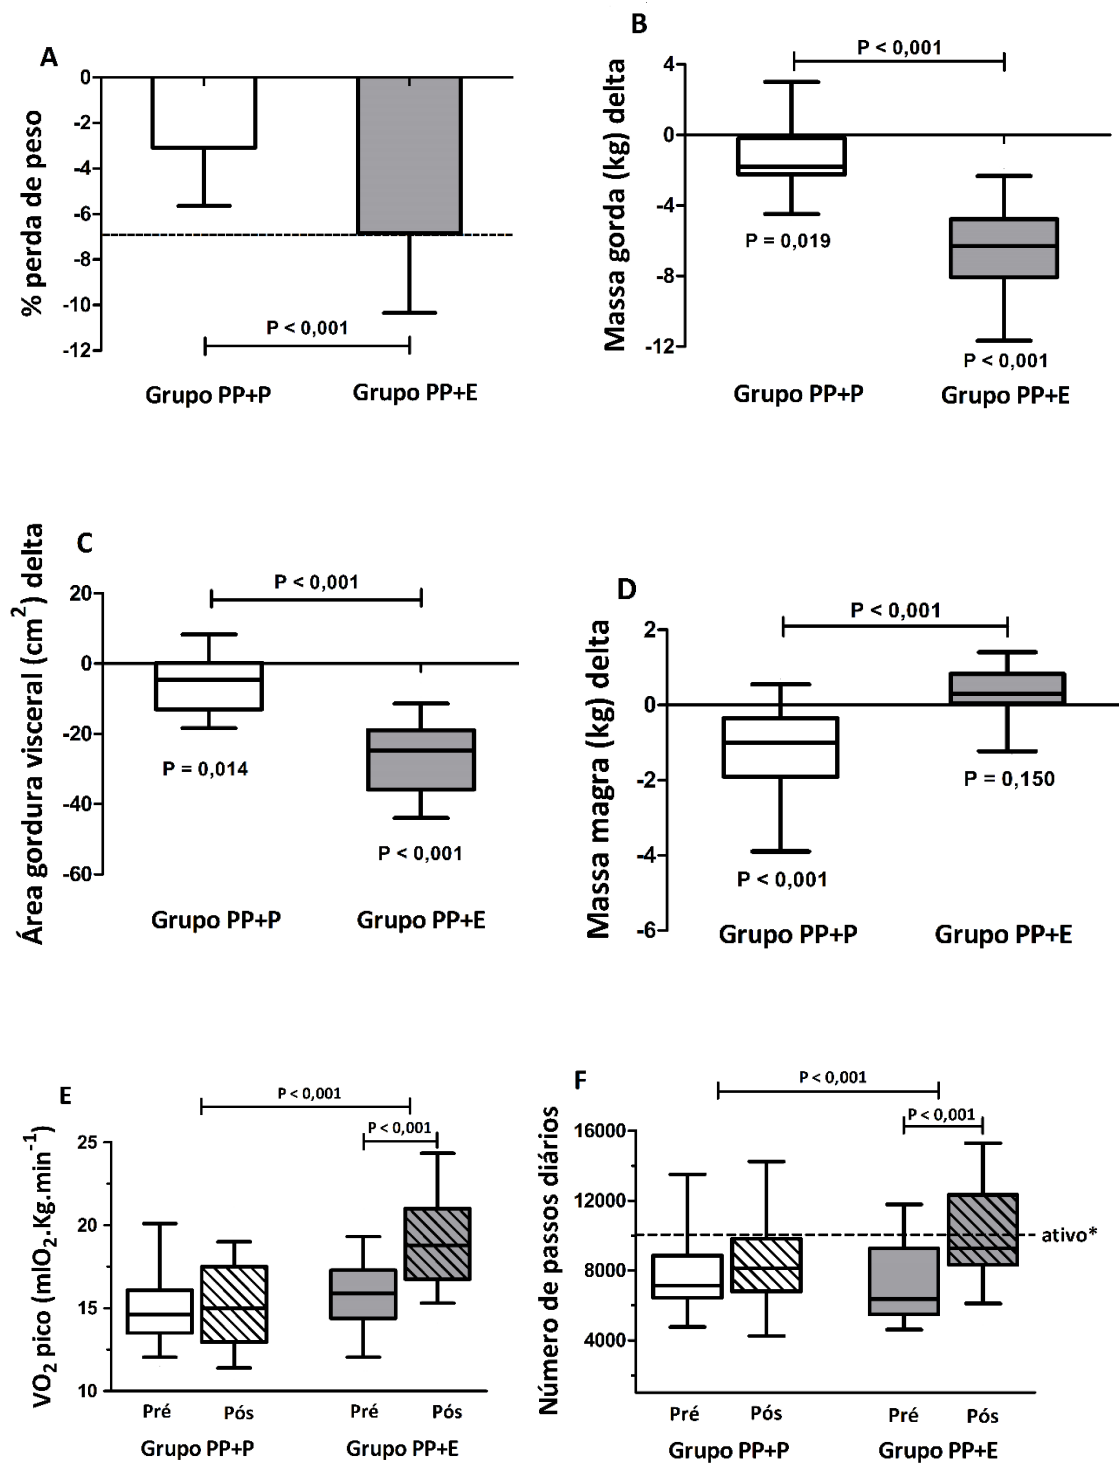 A
% perda de peso
0
-2
-4
-6
-8
-10
-12
P < 0,001
Grupo PP+P
Grupo PP+E
B
Massa gorda (kg) delta
4
0
-4
-8
-12
P < 0,001
P = 0,019
P < 0,001
Grupo PP+P
Grupo PP+E
C
Área gordura visceral (cm²) delta
20
0
-20
-40
-60
P < 0,001
P = 0,014
P < 0,001
Grupo PP+P
Grupo PP+E
D
Massa magra (kg) delta
2
0
-2
-4
-6
P < 0,001
P = 0,150
P < 0,001
Grupo PP+P
Grupo PP+E
E
VO₂ pico (mlO₂.Kg.min⁻¹)
25
20
15
10
P < 0,001
P < 0,001
Pré
Pós
Pré
Pós
Grupo PP+P
Grupo PP+E
F
Número de passos diários
16000
12000
8000
4000
P < 0,001
P < 0,001
ativo*
Pré
Pós
Pré
Pós
Grupo PP+P
Grupo PP+E